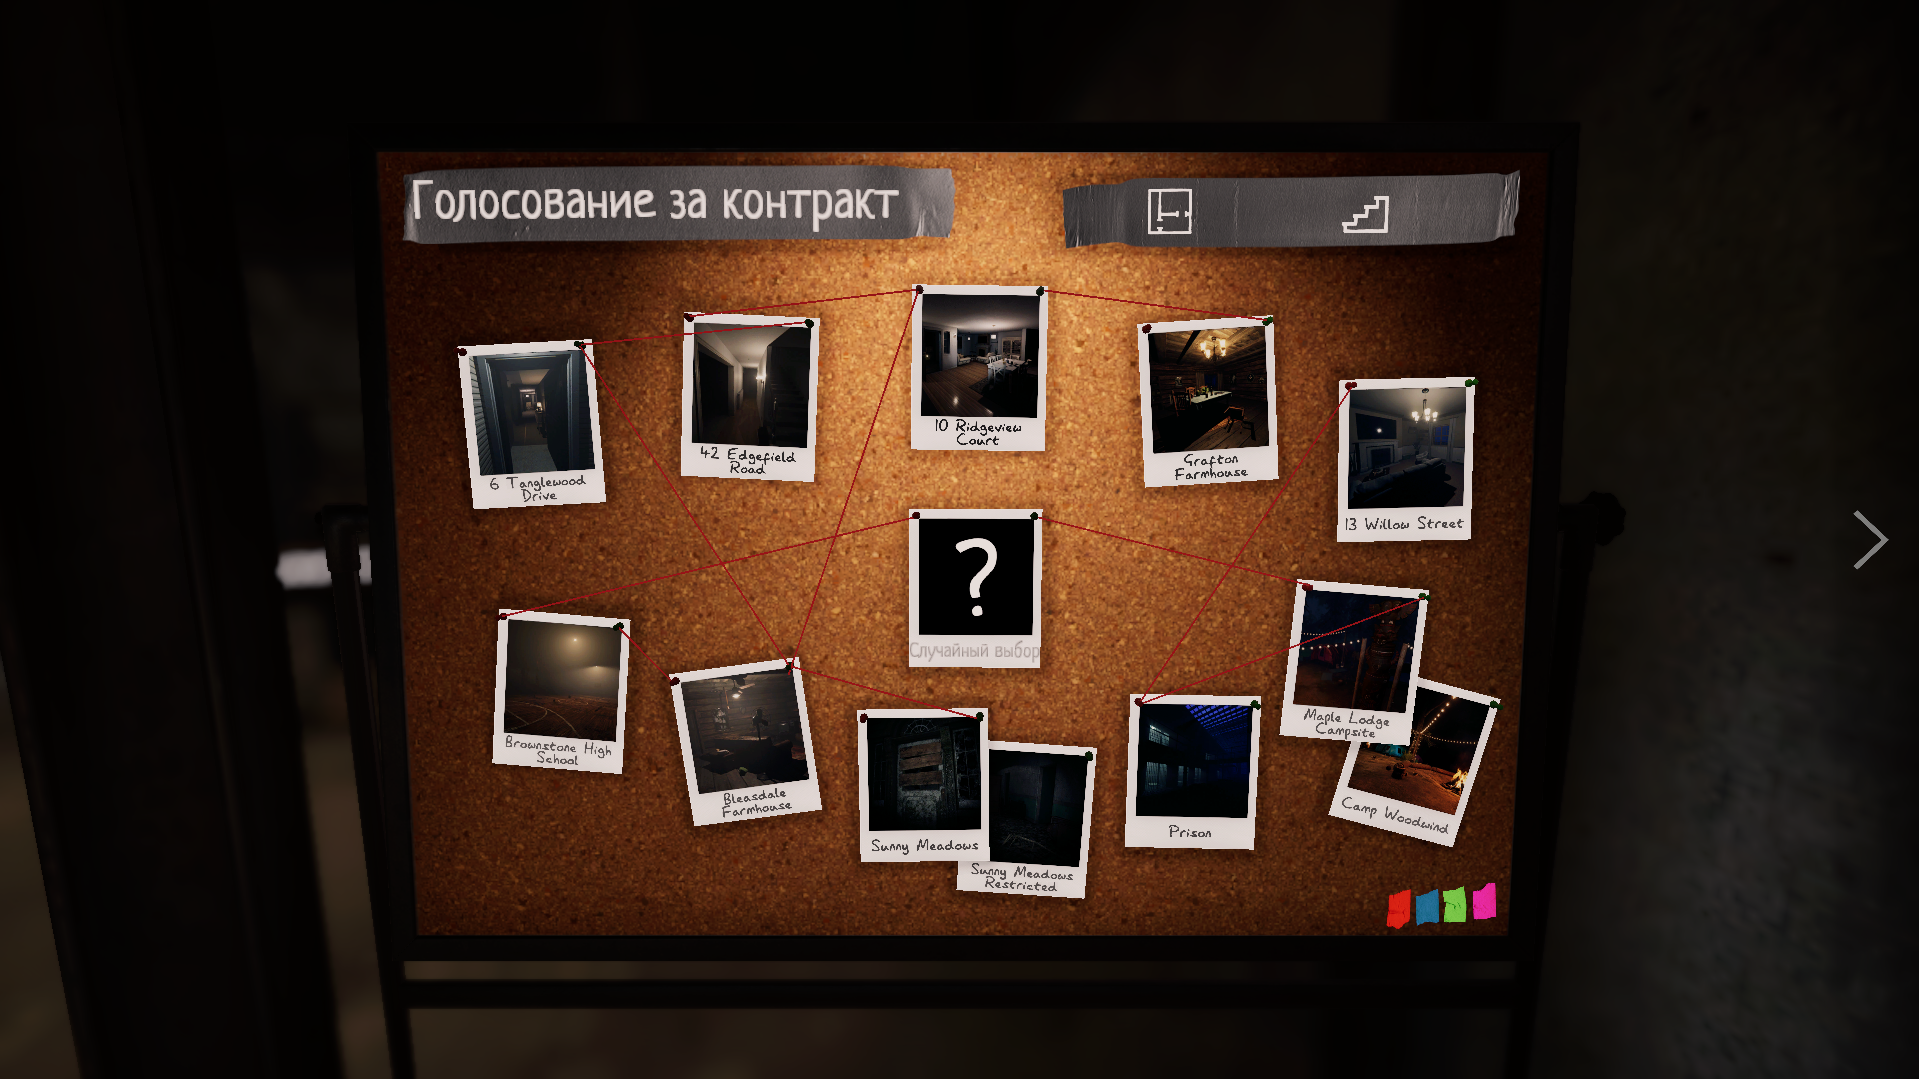 Голосование за контракт
6 Tanglewood
Drive
42 Edgefield
Road
10 Ridgeview
Court
Grafton
Farmhouse
13 Willow Street
?
Случайный выбор
Brownstone High
School
Bleasdale
Farmhouse
Sunny Meadows
Sunny Meadows
Restricted
Prison
Maple Lodge
Campsite
Camp Woodwind